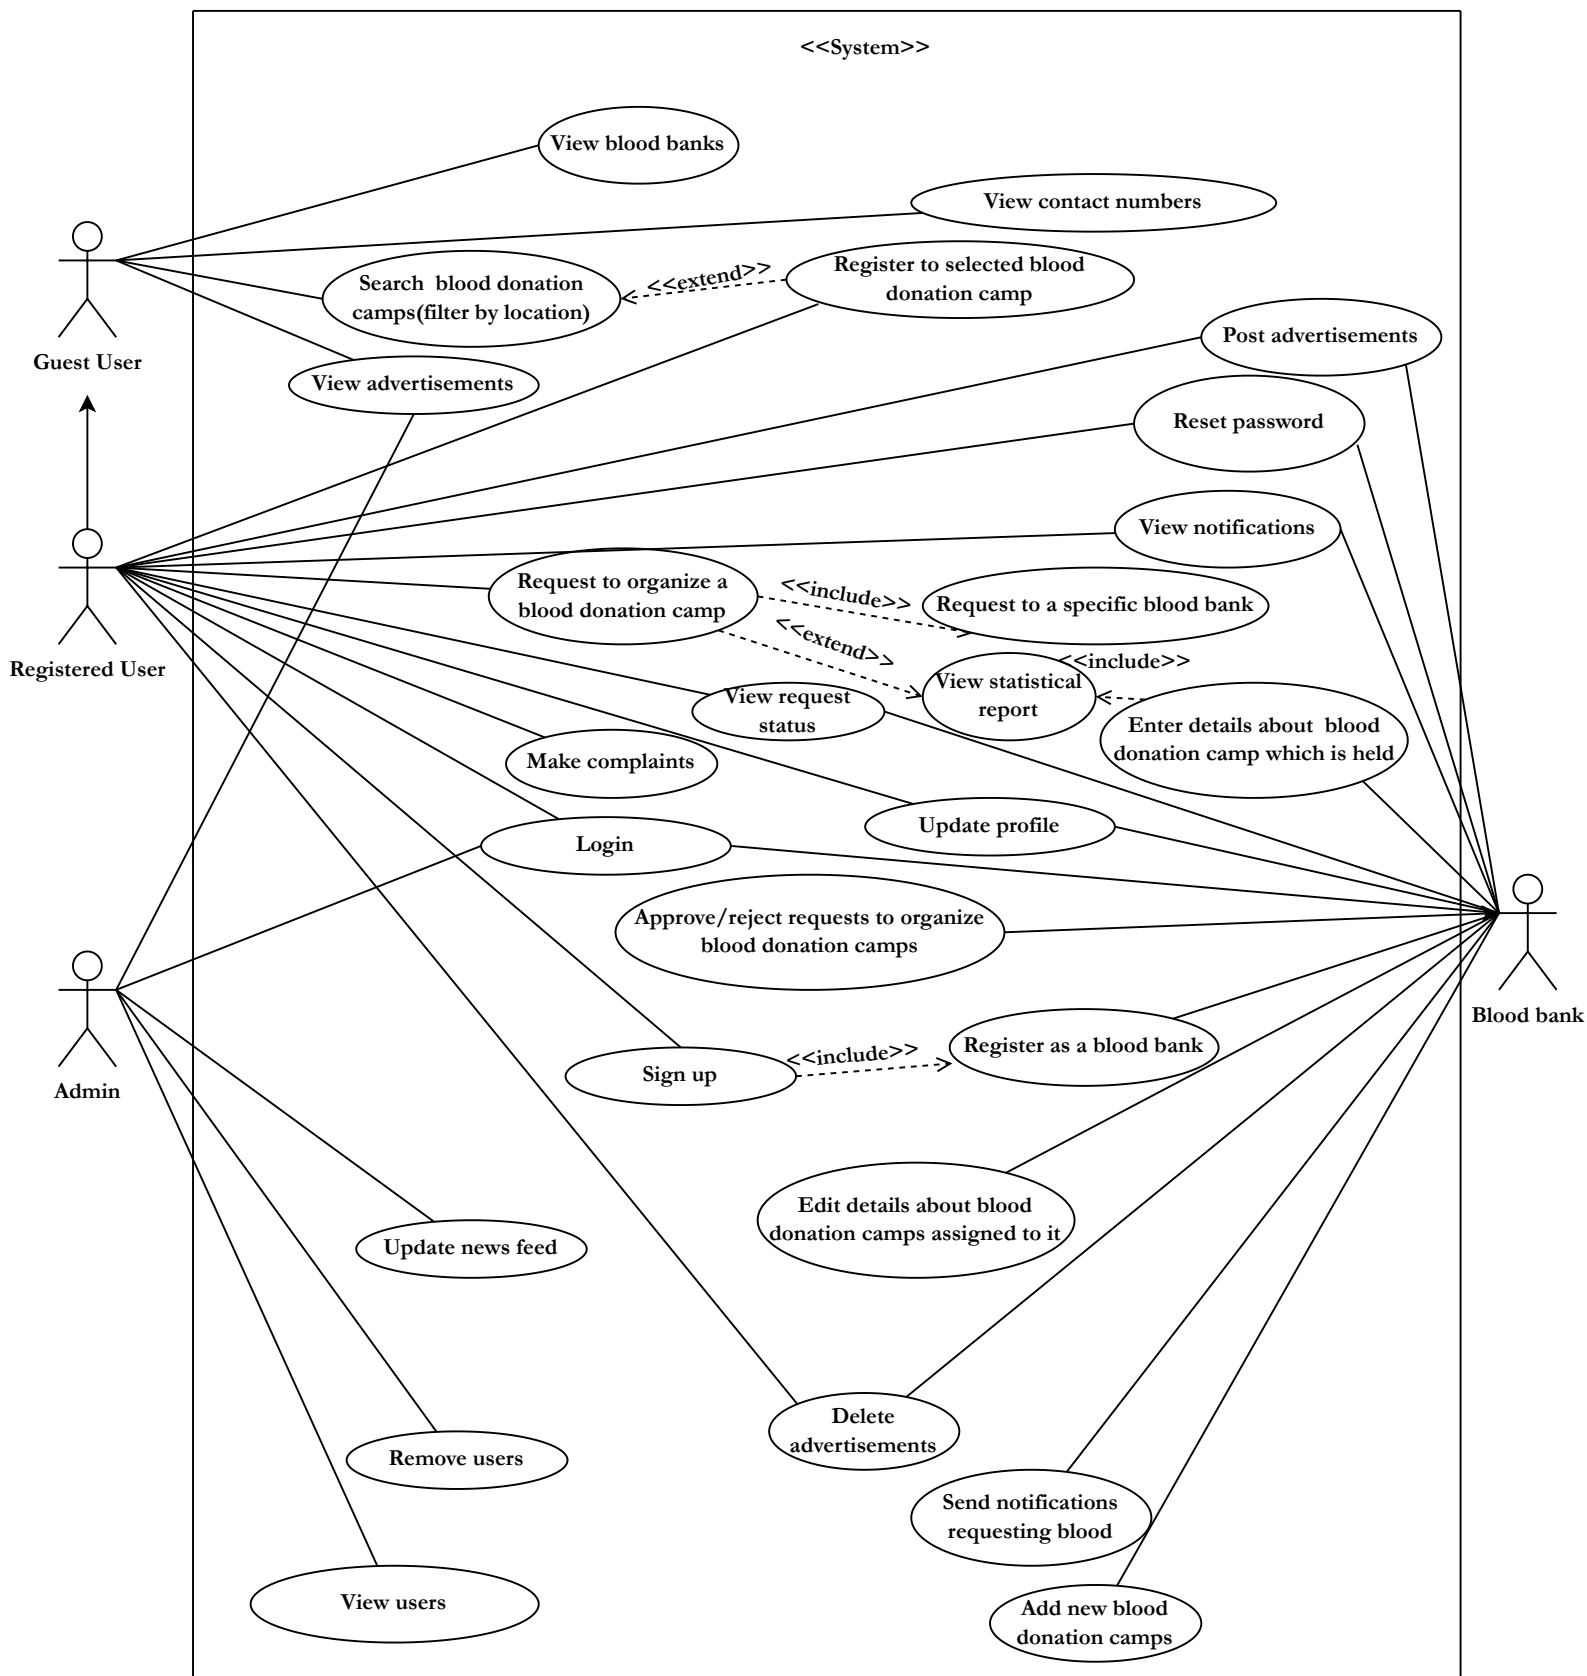 <<System>>
View blood banks
View contact numbers
Search  blood donation
camps(filter by location)
<<extend>>
Register to selected blood
donation camp
Guest User
View advertisements
Post advertisements
Reset password
View notifications
Registered User
Request to organize a
blood donation camp
<<include>>
Request to a specific blood bank
<<extend>>
<<include>>
View statistical
report
View request
status
Enter details about  blood
donation camp which is held
Make complaints
Update profile
Login
Approve/reject requests to organize
blood donation camps
Blood bank
Admin
Sign up
<<include>>
Register as a blood bank
Edit details about blood
donation camps assigned to it
Update news feed
Delete
advertisements
Remove users
Send notifications
requesting blood
View users
Add new blood
donation camps